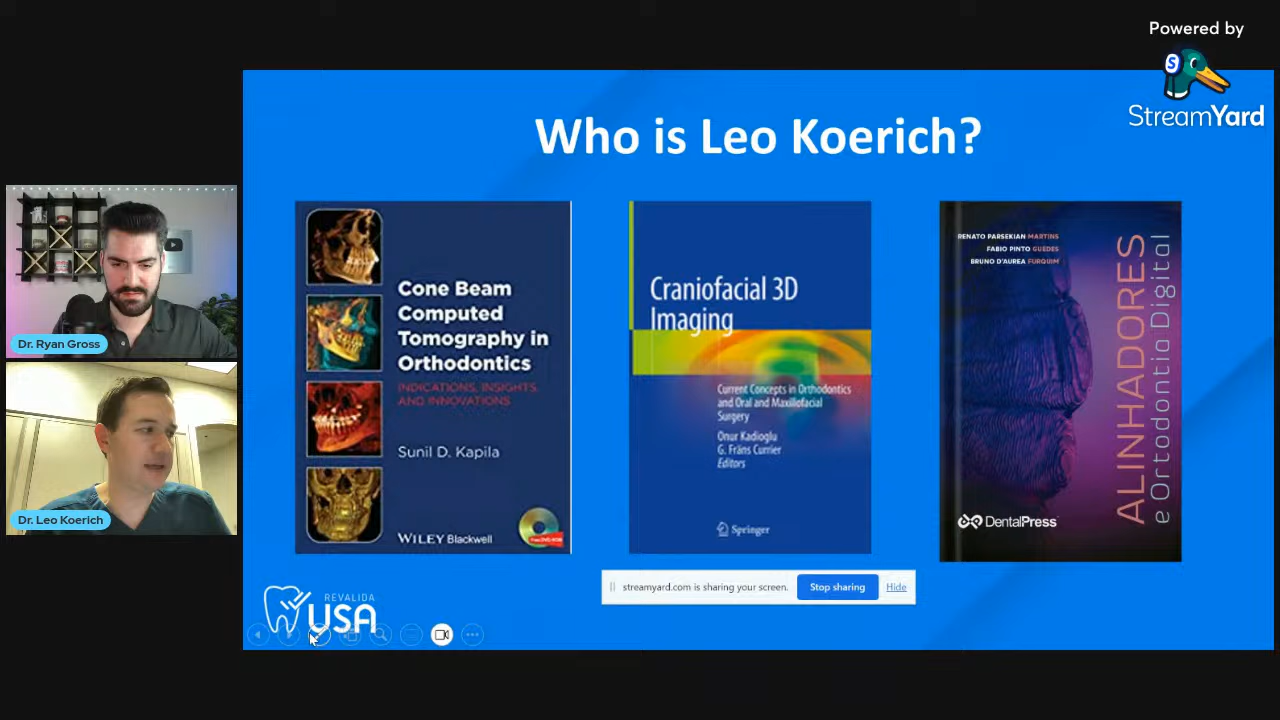 Powered by
StreamYard
Who is Leo Koerich?
Cone Beam
Computed
Tomography in
Orthodontics
INDICATIONS, INSIGHTS,
AND INNOVATIONS
Sunil D. Kapila
WILEY Blackwell
Craniofacial 3D
Imaging
Current Concepts in Orthodontics
and Oral and Maxillofacial
Surgery
Onur Kadioglu
G. Fräns Currier
Editors
Springer
RENATO PARSEKIAN MARTINS
FABIO PINTO GUEDES
BRUNO D'AUREA FURQUIM
ALINHADORES
e Ortodontia Digital
DentalPress
Dr. Ryan Gross
Dr. Leo Koerich
streamyard.com is sharing your screen.
Stop sharing
Hide
REVALIDA
USA